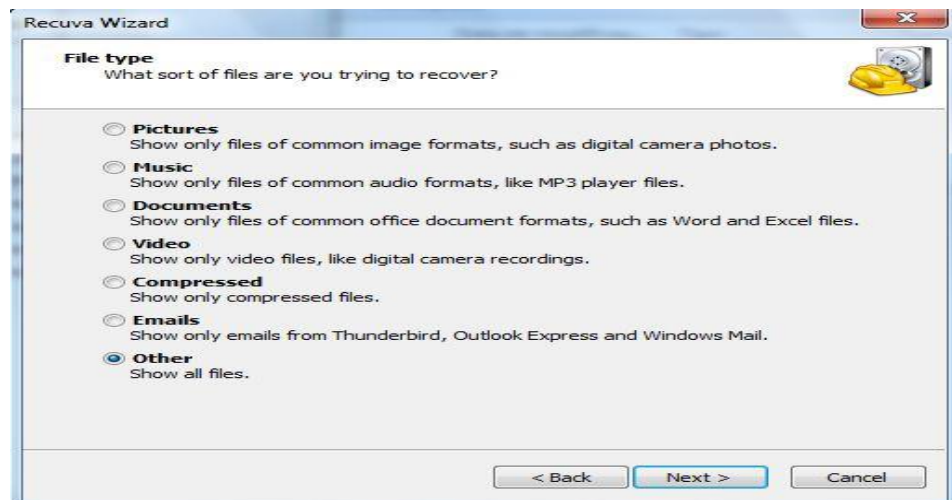 Recuva Wizard
File type
What sort of files are you trying to recover?
Pictures
Show only files of common image formats, such as digital camera photos.
Music
Show only files of common audio formats, like MP3 player files.
Documents
Show only files of common office document formats, such as Word and Excel files.
Video
Show only video files, like digital camera recordings.
Compressed
Show only compressed files.
Emails
Show only emails from Thunderbird, Outlook Express and Windows Mail.
Other
Show all files.
< Back Next > Cancel